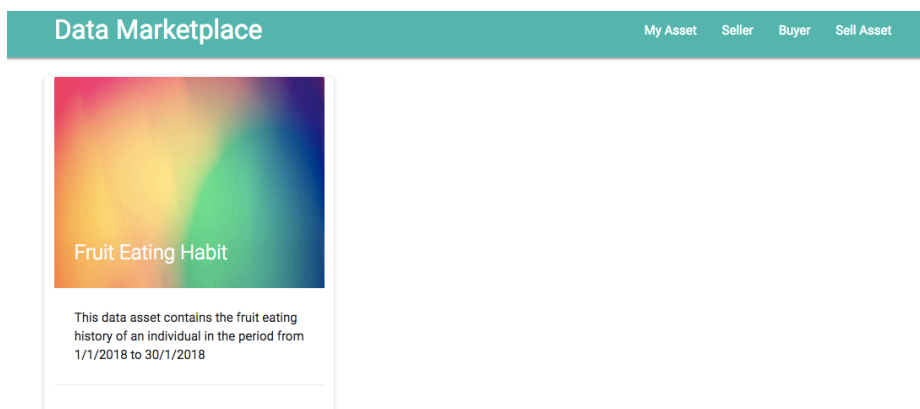 Data Marketplace
My Asset Seller Buyer Sell Asset
Fruit Eating Habit
This data asset contains the fruit eating
history of an individual in the period from
1/1/2018 to 30/1/2018